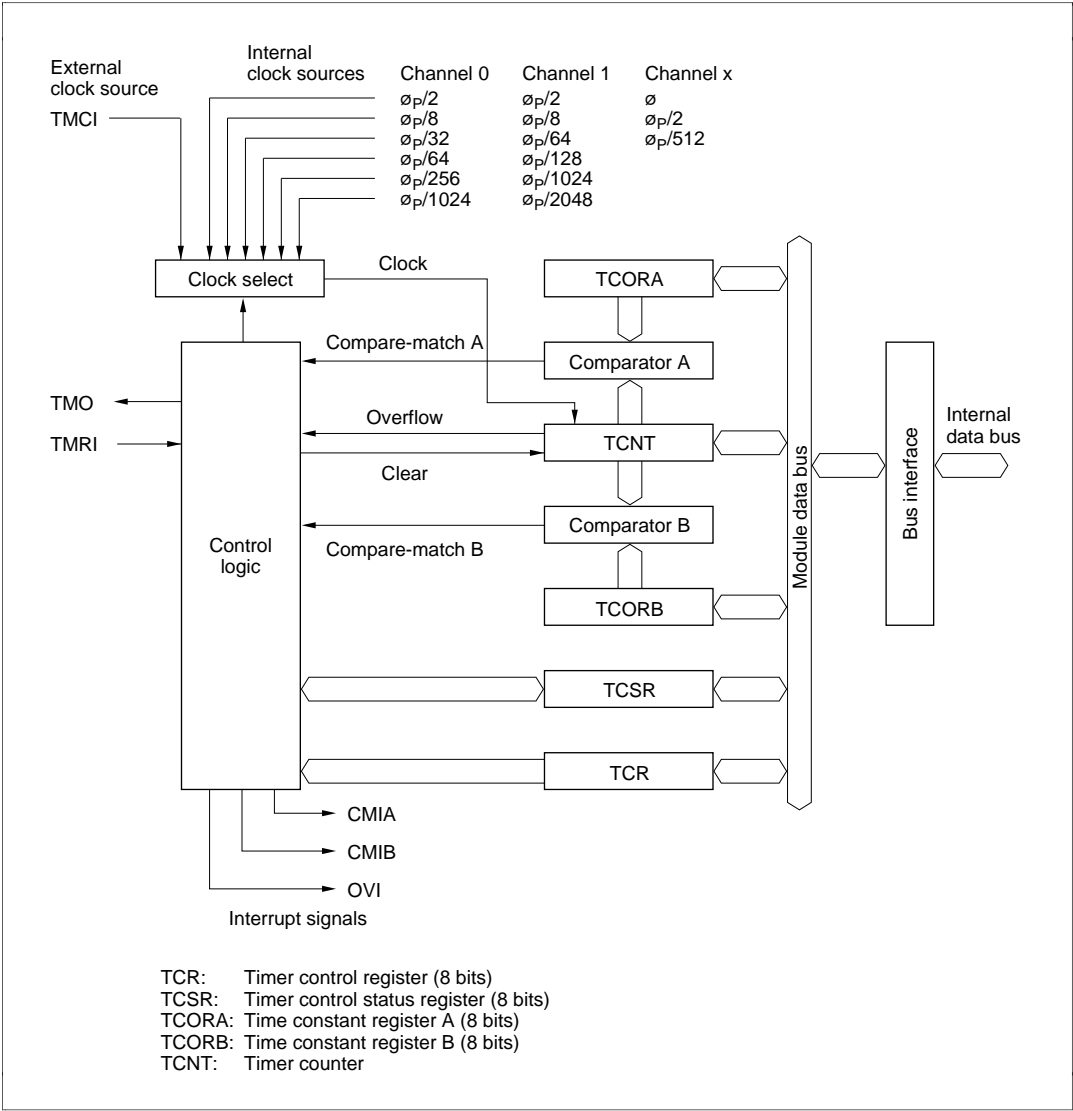 External
clock source
TMCI
Internal
clock sources
Channel 0 Channel 1 Channel x
øP/2 øP/2 ø
øP/8 øP/8 øP/2
øP/32 øP/64 øP/512
øP/64 øP/128
øP/256 øP/1024
øP/1024 øP/2048
Clock select
Clock
TCORA
Compare-match A
Comparator A
TMO
TMRI
Overflow
TCNT
Clear
Internal
data bus
Control
logic
Compare-match B
Comparator B
TCORB
Module data bus
Bus interface
TCSR
TCR
CMIA
CMIB
OVI
Interrupt signals
TCR: Timer control register (8 bits)
TCSR: Timer control status register (8 bits)
TCORA: Time constant register A (8 bits)
TCORB: Time constant register B (8 bits)
TCNT: Timer counter